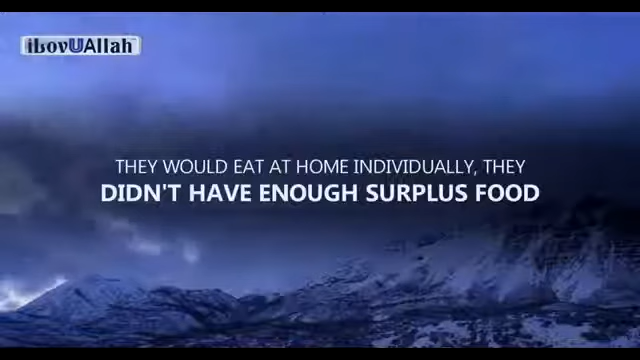 iLovUAllah
THEY WOULD EAT AT HOME INDIVIDUALLY, THEY
DIDN'T HAVE ENOUGH SURPLUS FOOD